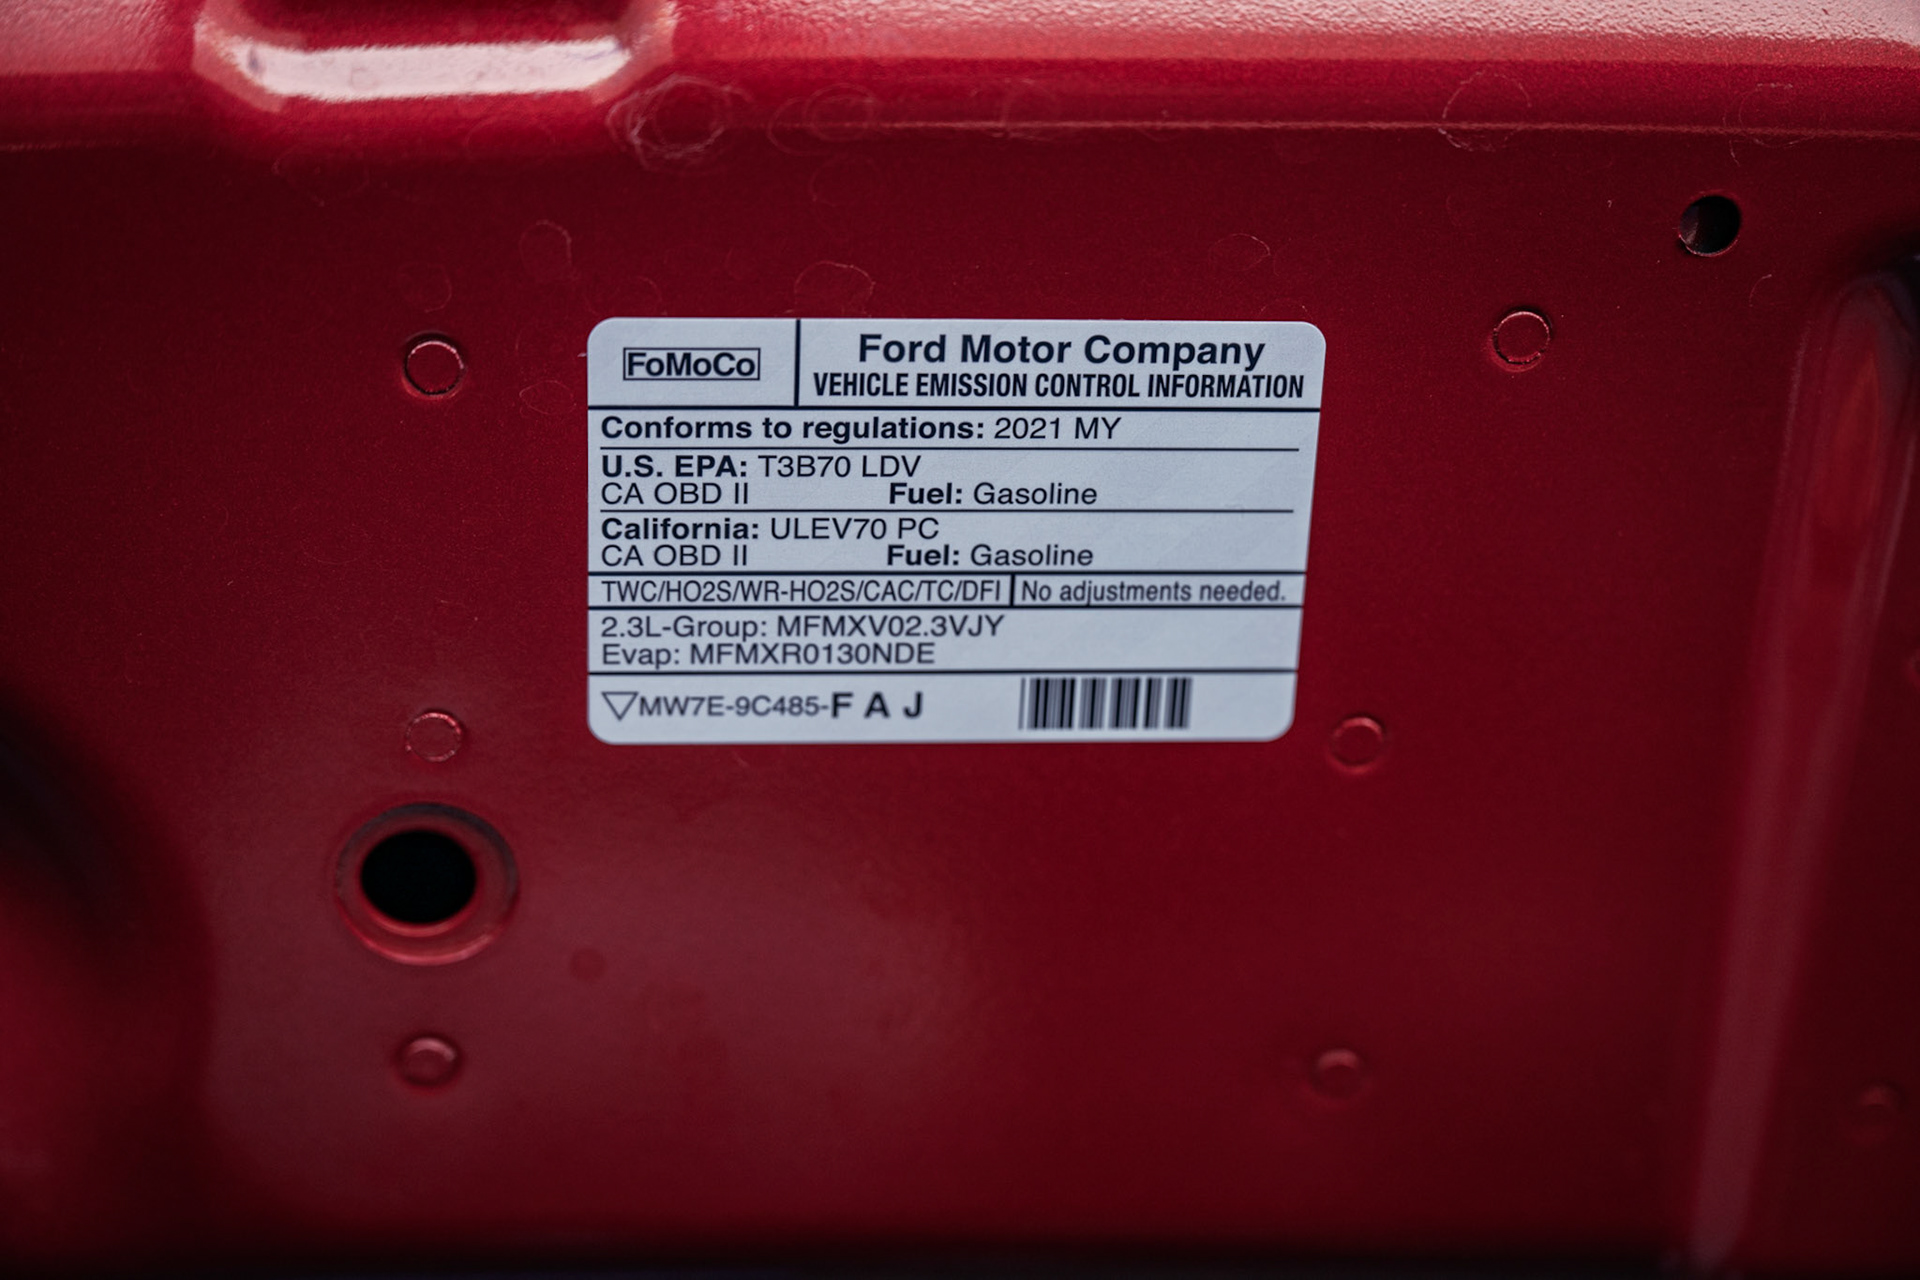 FoMoCo
Ford Motor Company
VEHICLE EMISSION CONTROL INFORMATION
Conforms to regulations: 2021 MY
U.S. EPA: T3B70 LDV
CA OBD II Fuel: Gasoline
California: ULEV70 PC
CA OBD II Fuel: Gasoline
TWC/HO2S/WR-HO2S/CAC/TC/DFI No adjustments needed.
2.3L-Group: MFMXV02.3VJY
Evap: MFMXR0130NDE
MW7E-9C485-F A J